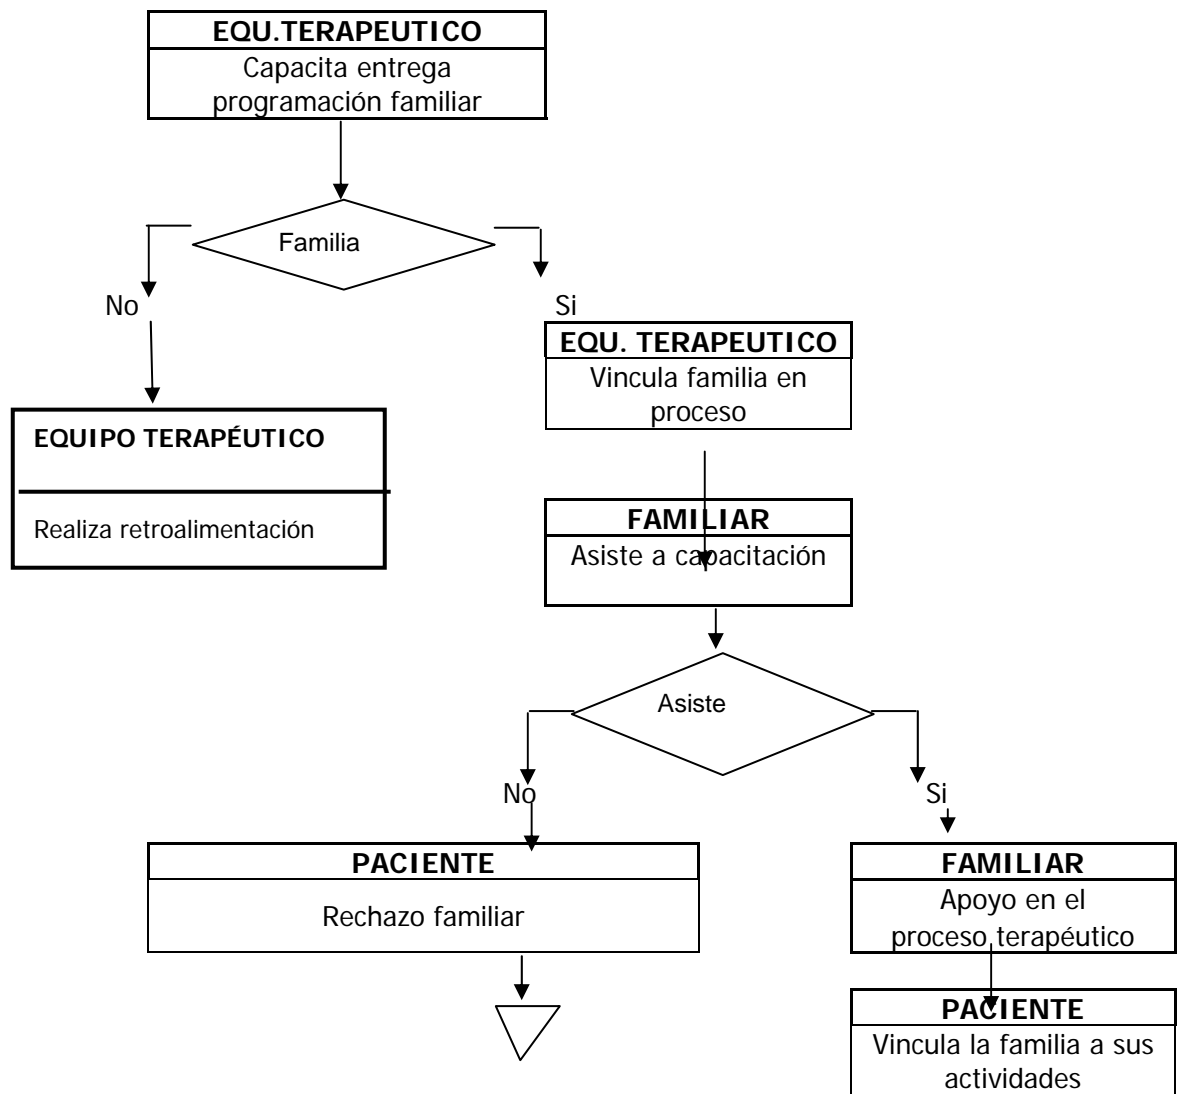 EQU.TERAPEUTICO
Capacita entrega
programación familiar
Familia
No
Si
EQU. TERAPEUTICO
Vincula familia en
proceso
EQUIPO TERAPÉUTICO
Realiza retroalimentación
FAMILIAR
Asiste a capacitación
Asiste
No
Si
PACIENTE
Rechazo familiar
FAMILIAR
Apoyo en el
proceso terapéutico
PACIENTE
Vincula la familia a sus
actividades